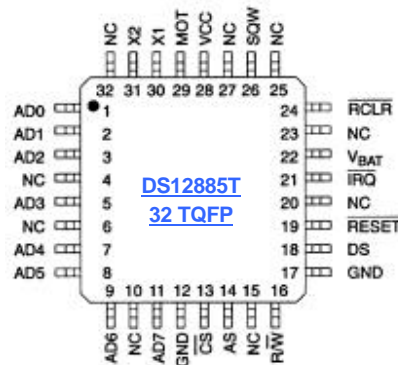 NC X2 X1 MOT VCC NC SQW NC
32 31 30 29 28 27 26 25
AD0 1 24 RCLR
AD1 2 23 NC
AD2 3 22 VBAT
NC 4 21 IRQ
AD3 5 20 NC
NC 6 19 RESET
AD4 7 18 DS
AD5 8 17 GND
DS12885T
32 TQFP
9 10 11 12 13 14 15 16
AD6 NC AD7 GND CS AS NC R/W